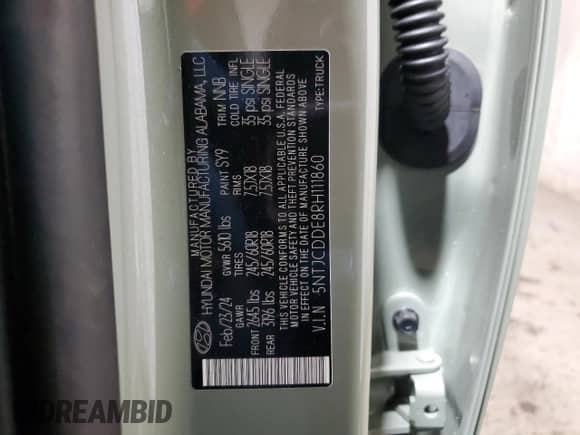 MANUFACTURED BY
HYUNDAI MOTOR MANUFACTURING ALABAMA, LLC
Feb/23/24 GVWR 5610 lbs PAINT SY9 TRIM NNB
GAWR TIRES RIMS COLD TIRE INFL
FRONT 2645 lbs 245/60R18 7.5JX18 35 psi SINGLE
REAR 3196 lbs 245/60R18 7.5JX18 35 psi SINGLE
THIS VEHICLE CONFORMS TO ALL APPLICABLE U.S.A. FEDERAL
MOTOR VEHICLE SAFETY AND THEFT PREVENTION STANDARDS
IN EFFECT ON THE DATE OF MANUFACTURE SHOWN ABOVE
V.I.N 5NTJCDDE8RH111860 TYPE:TRUCK
DREAMBID